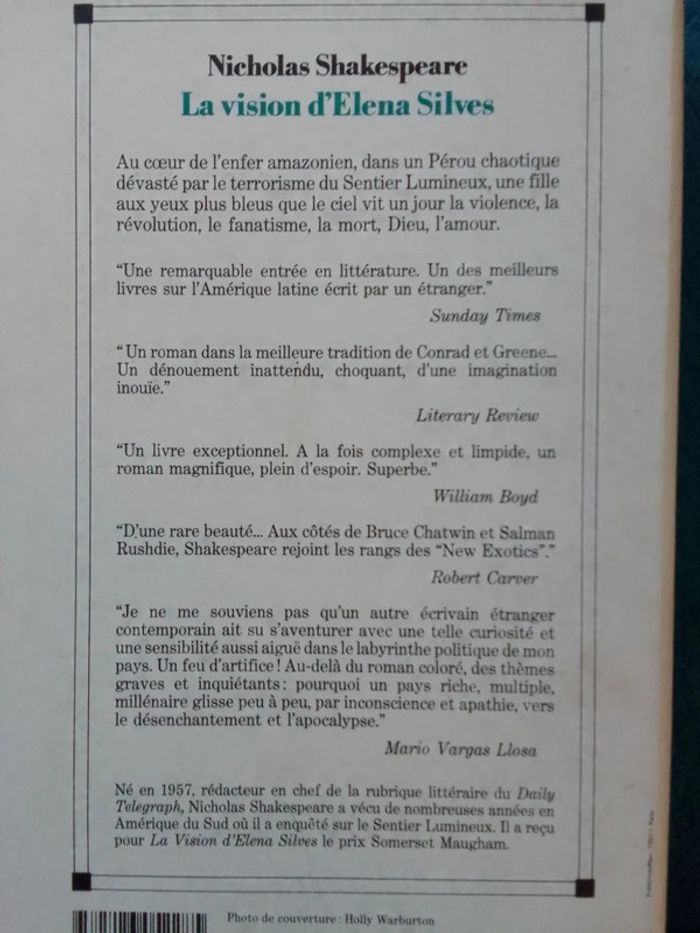 Nicholas Shakespeare
La vision d'Elena Silves
Au cœur de l'enfer amazonien, dans un Pérou chaotique
dévasté par le terrorisme du Sentier Lumineux, une fille
aux yeux plus bleus que le ciel vit un jour la violence, la
révolution, le fanatisme, la mort, Dieu, l'amour.
“Une remarquable entrée en littérature. Un des meilleurs
livres sur l'Amérique latine écrit par un étranger.”
Sunday Times
“Un roman dans la meilleure tradition de Conrad et Greene...
Un dénouement inattendu, choquant, d'une imagination
inouïe.”
Literary Review
“Un livre exceptionnel. A la fois complexe et limpide, un
roman magnifique, plein d'espoir. Superbe.”
William Boyd
“D'une rare beauté... Aux côtés de Bruce Chatwin et Salman
Rushdie, Shakespeare rejoint les rangs des “New Exotics”.”
Robert Carver
“Je ne me souviens pas qu'un autre écrivain étranger
contemporain ait su s'aventurer avec une telle curiosité et
une sensibilité aussi aiguë dans le labyrinthe politique de mon
pays. Un feu d'artifice ! Au-delà du roman coloré, des thèmes
graves et inquiétants : pourquoi un pays riche, multiple,
millénaire glisse peu à peu, par inconscience et apathie, vers
le désenchantement et l'apocalypse.”
Mario Vargas Llosa
Né en 1957, rédacteur en chef de la rubrique littéraire du Daily
Telegraph, Nicholas Shakespeare a vécu de nombreuses années en
Amérique du Sud où il a enquêté sur le Sentier Lumineux. Il a reçu
pour La Vision d'Elena Silves le prix Somerset Maugham.
Photo de couverture : Holly Warburton